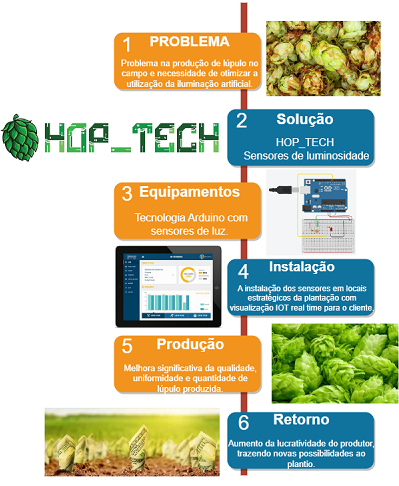 1 PROBLEMA
Problema na produção de lúpulo no
campo e necessidade de otimizar a
utilização da iluminação artificial.
HOP_TECH
2 Solução
HOP_TECH
Sensores de luminosidade
3 Equipamentos
Tecnologia Arduino com
sensores de luz.
4 Instalação
A instalação dos sensores em locais
estratégicos da plantação com
visualização IOT real time para o cliente.
5 Produção
Melhora significativa da qualidade,
uniformidade e quantidade de
lúpulo produzida.
6 Retorno
Aumento da lucratividade do produtor,
trazendo novas possibilidades ao
plantio.